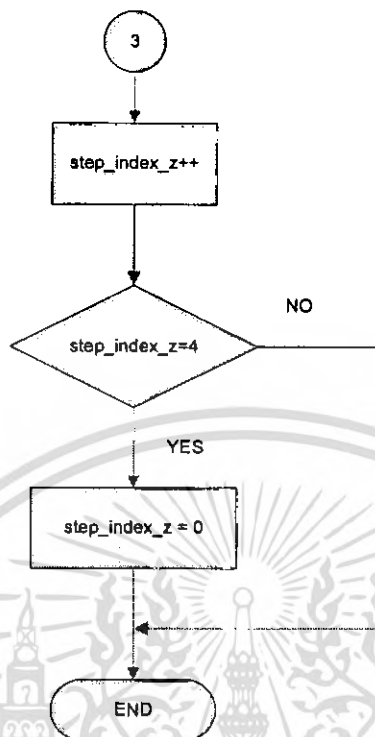 3
step_index_z++
step_index_z=4
NO
YES
step_index_z = 0
END